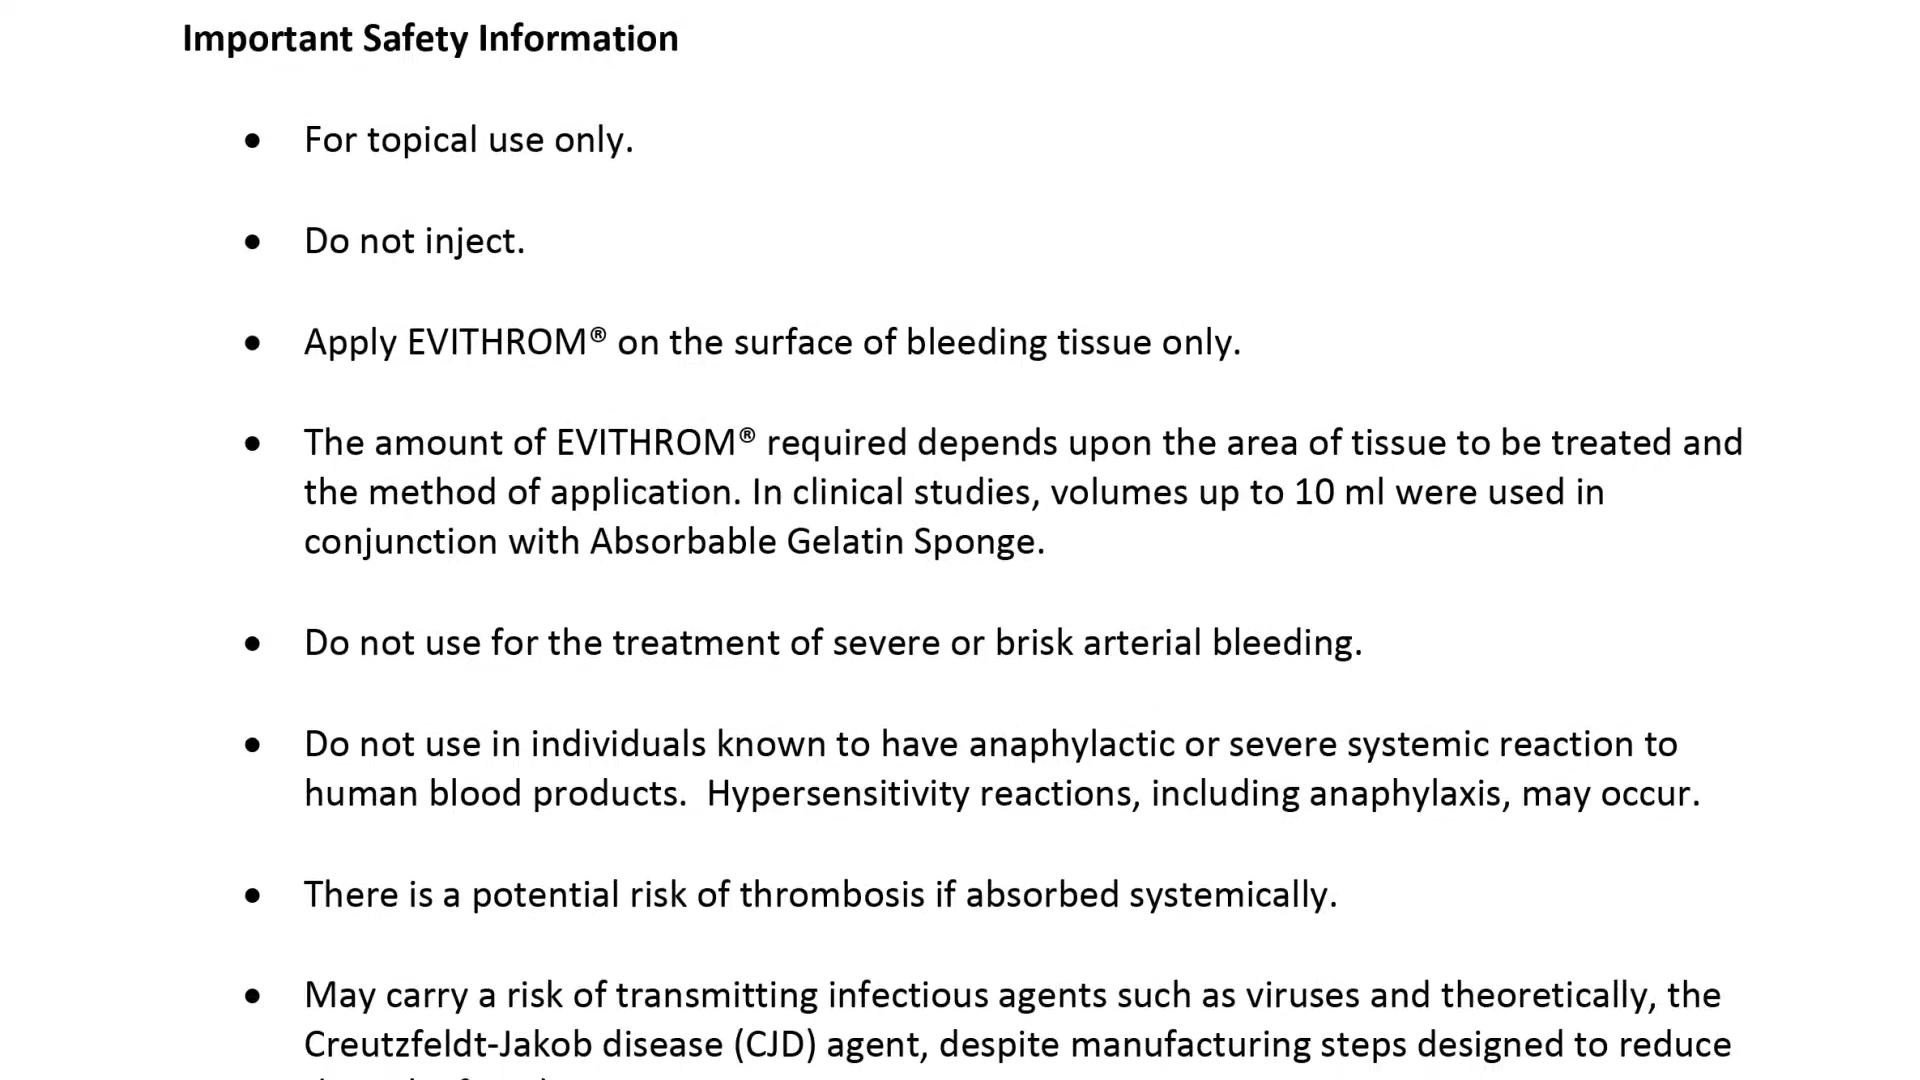 Important Safety Information
• For topical use only.
• Do not inject.
• Apply EVITHROM® on the surface of bleeding tissue only.
• The amount of EVITHROM® required depends upon the area of tissue to be treated and
the method of application. In clinical studies, volumes up to 10 ml were used in
conjunction with Absorbable Gelatin Sponge.
• Do not use for the treatment of severe or brisk arterial bleeding.
• Do not use in individuals known to have anaphylactic or severe systemic reaction to
human blood products.  Hypersensitivity reactions, including anaphylaxis, may occur.
• There is a potential risk of thrombosis if absorbed systemically.
• May carry a risk of transmitting infectious agents such as viruses and theoretically, the
Creutzfeldt-Jakob disease (CJD) agent, despite manufacturing steps designed to reduce